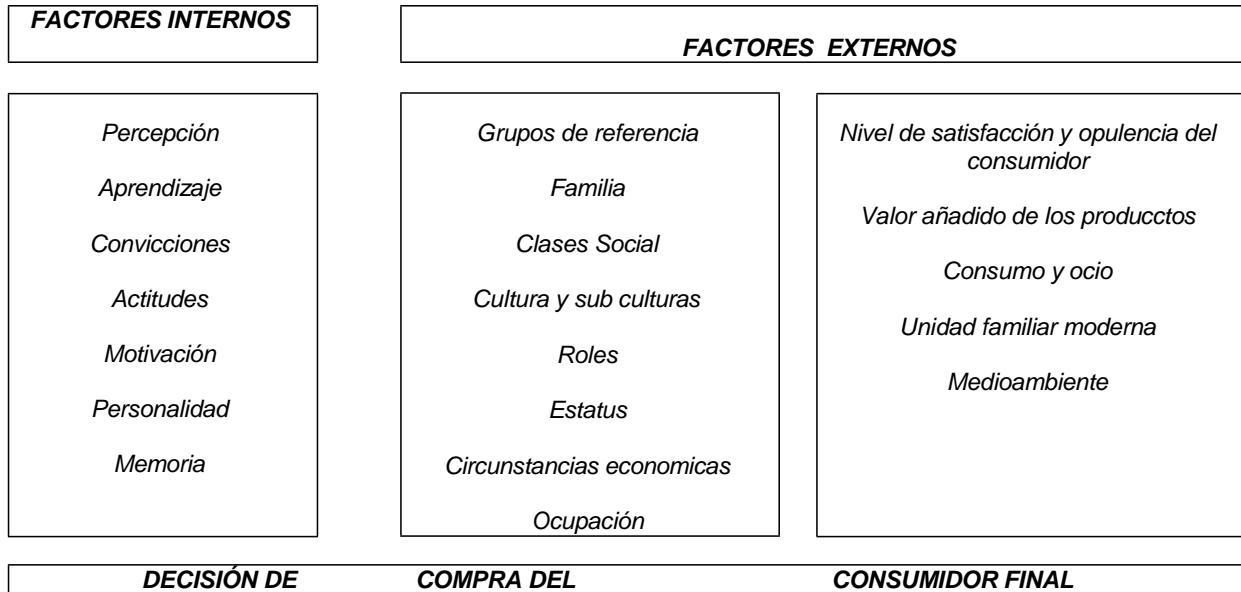 FACTORES INTERNOS
FACTORES EXTERNOS
Percepción
Aprendizaje
Convicciones
Actitudes
Motivación
Personalidad
Memoria
Grupos de referencia
Familia
Clases Social
Cultura y sub culturas
Roles
Estatus
Circunstancias economicas
Ocupación
Nivel de satisfacción y opulencia del
consumidor
Valor añadido de los producctos
Consumo y ocio
Unidad familiar moderna
Medioambiente
DECISIÓN DE COMPRA DEL CONSUMIDOR FINAL